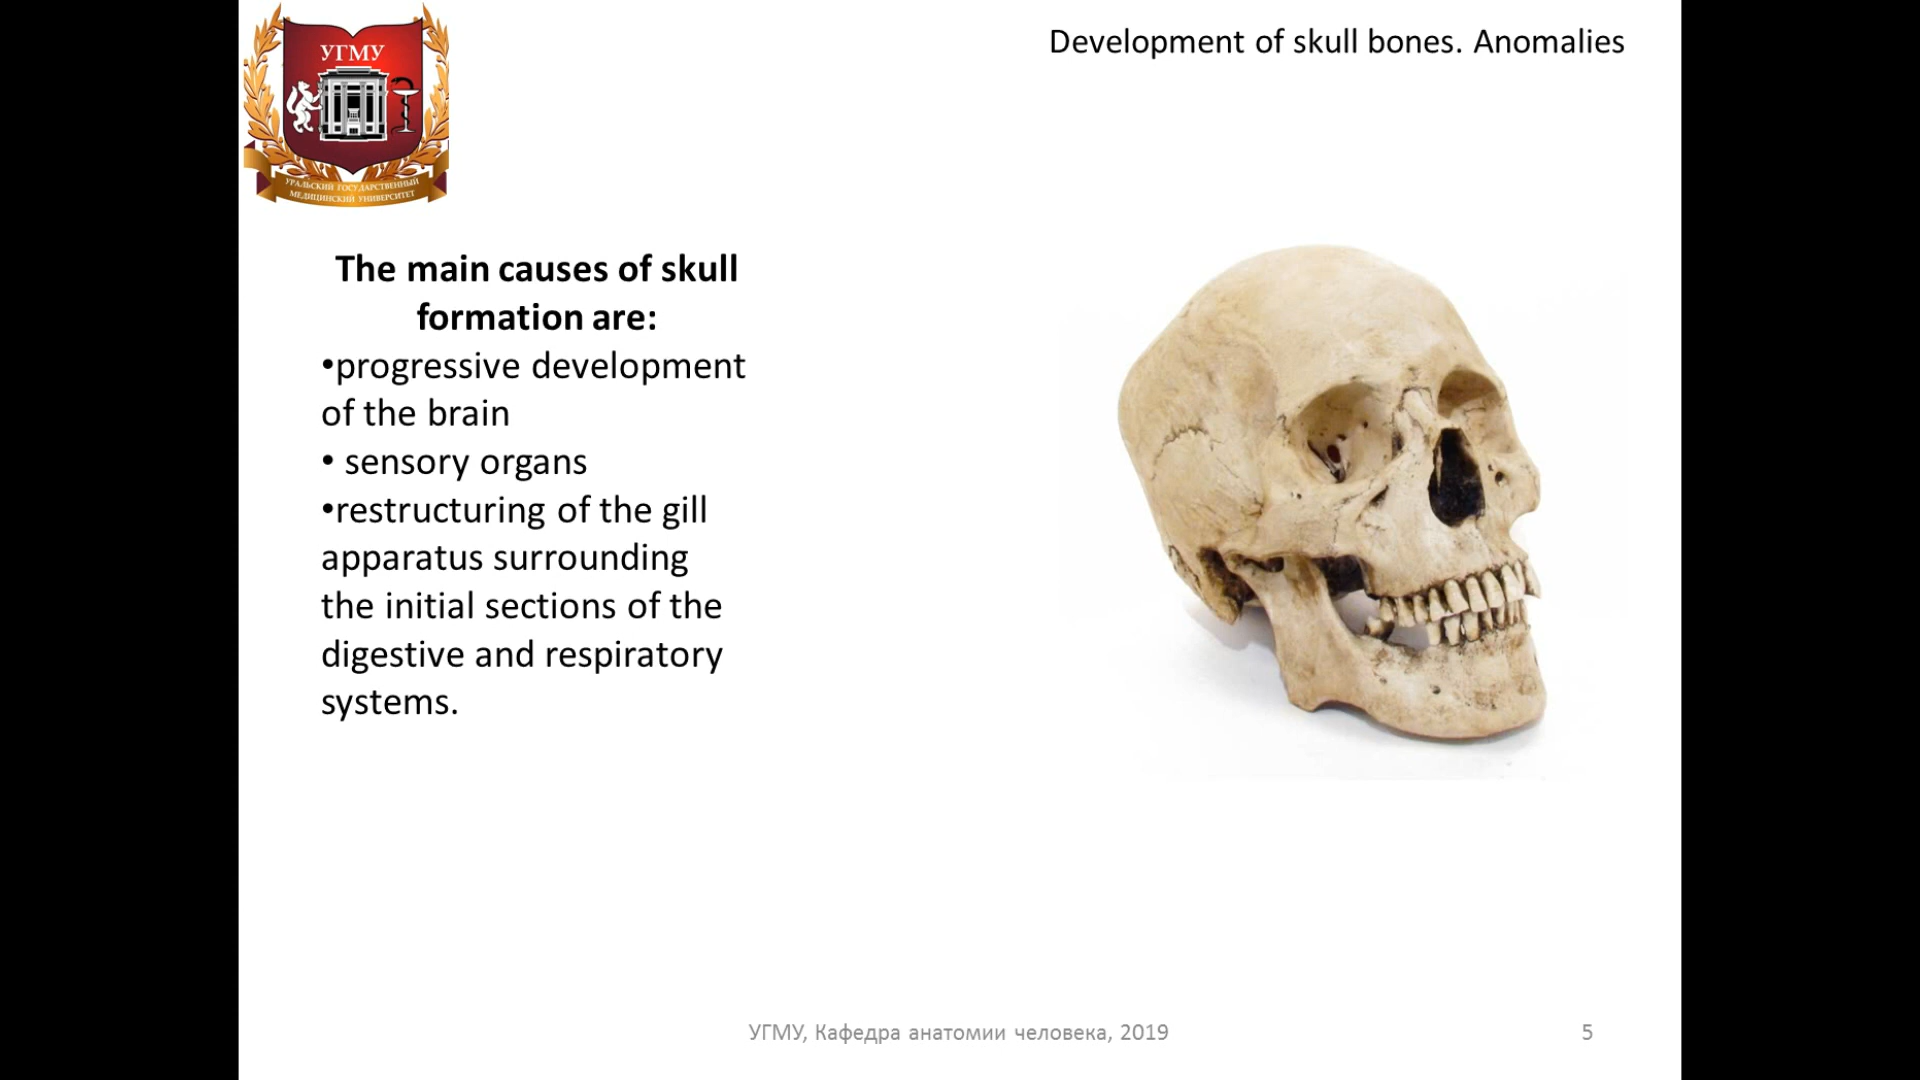 УГМУ
УРАЛЬСКИЙ ГОСУДАРСТВЕННЫЙ
МЕДИЦИНСКИЙ УНИВЕРСИТЕТ
Development of skull bones. Anomalies
The main causes of skull
formation are:
•progressive development
of the brain
• sensory organs
•restructuring of the gill
apparatus surrounding
the initial sections of the
digestive and respiratory
systems.
УГМУ, Кафедра анатомии человека, 2019
5